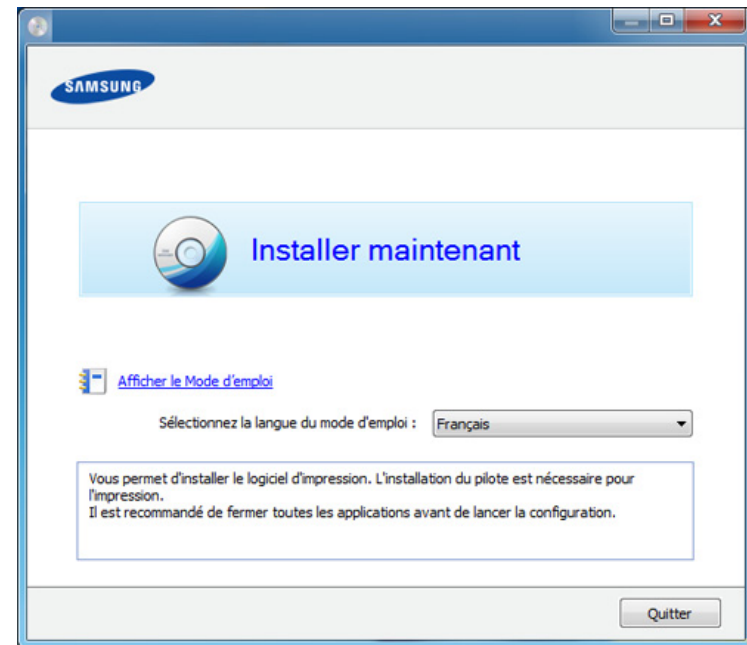 SAMSUNG
Installer maintenant
Afficher le Mode d'emploi
Sélectionnez la langue du mode d'emploi : Français
Vous permet d'installer le logiciel d'impression. L'installation du pilote est nécessaire pour
l'impression.
Il est recommandé de fermer toutes les applications avant de lancer la configuration.
Quitter